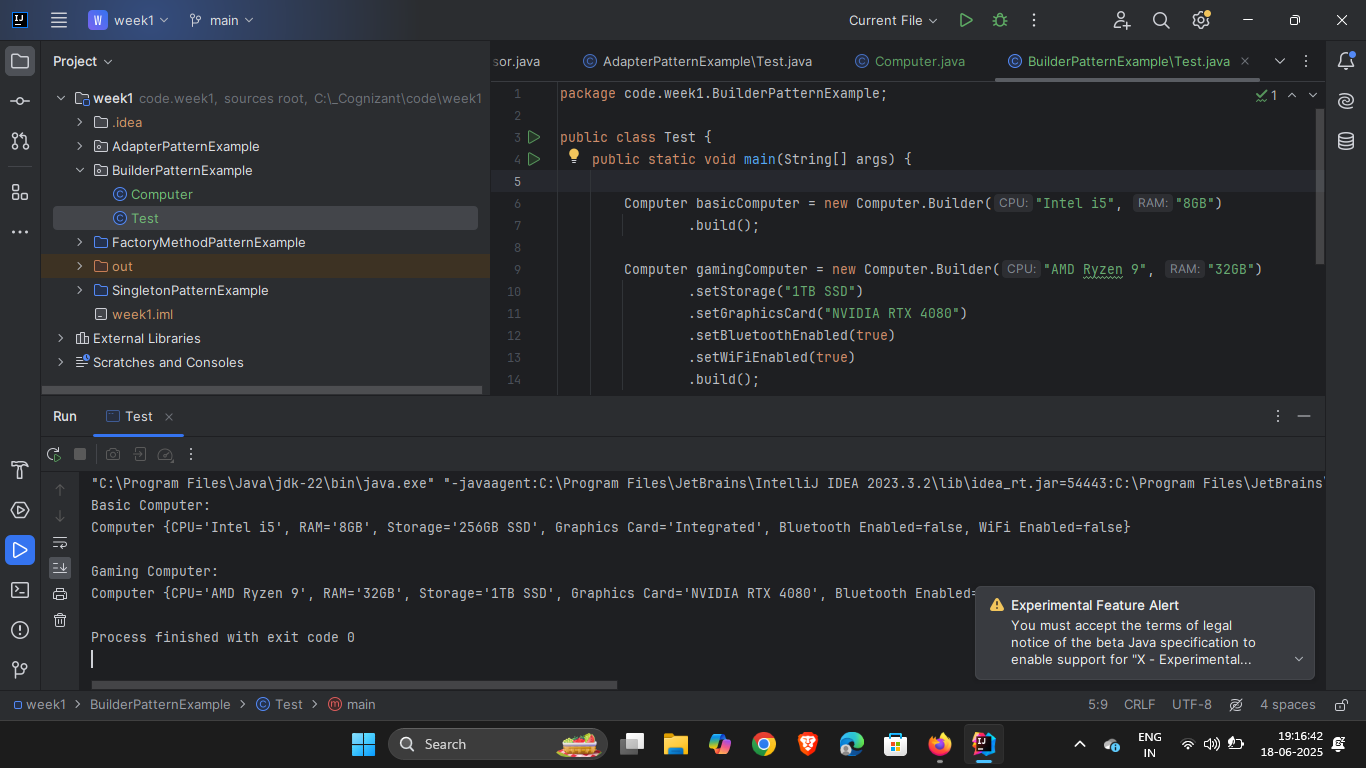 W week1 main Current File
Project
week1 code.week1, sources root, C:\_Cognizant\code\week1
.idea
AdapterPatternExample
BuilderPatternExample
Computer
Test
FactoryMethodPatternExample
out
SingletonPatternExample
week1.iml
External Libraries
Scratches and Consoles
sor.java AdapterPatternExample\Test.java Computer.java BuilderPatternExample\Test.java
1 package code.week1.BuilderPatternExample;
2
3 public class Test {
4 public static void main(String[] args) {
5
6 Computer basicComputer = new Computer.Builder( CPU: "Intel i5", RAM: "8GB")
7 .build();
8
9 Computer gamingComputer = new Computer.Builder( CPU: "AMD Ryzen 9", RAM: "32GB")
10 .setStorage("1TB SSD")
11 .setGraphicsCard("NVIDIA RTX 4080")
12 .setBluetoothEnabled(true)
13 .setWiFiEnabled(true)
14 .build();
1
Run Test
"C:\Program Files\Java\jdk-22\bin\java.exe" "-javaagent:C:\Program Files\JetBrains\IntelliJ IDEA 2023.3.2\lib\idea_rt.jar=54443:C:\Program Files\JetBrains\
Basic Computer:
Computer {CPU='Intel i5', RAM='8GB', Storage='256GB SSD', Graphics Card='Integrated', Bluetooth Enabled=false, WiFi Enabled=false}
Gaming Computer:
Computer {CPU='AMD Ryzen 9', RAM='32GB', Storage='1TB SSD', Graphics Card='NVIDIA RTX 4080', Bluetooth Enabled=
Process finished with exit code 0
Experimental Feature Alert
You must accept the terms of legal
notice of the beta Java specification to
enable support for "X - Experimental...
week1 BuilderPatternExample Test main 5:9 CRLF UTF-8 4 spaces
Search
ENG
IN
19:16:42
18-06-2025